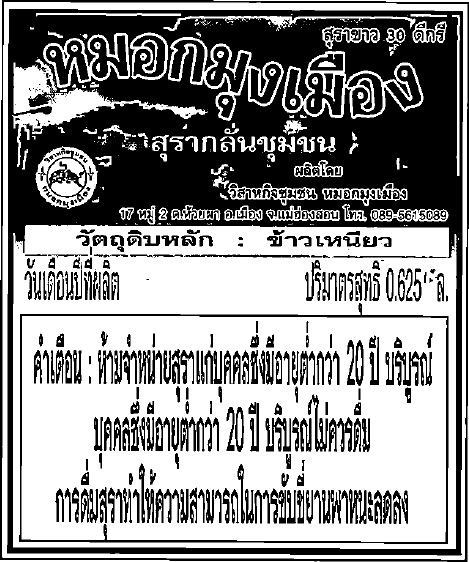 สุราขาว 30 ดีกรี
หมอกมุงเมือง
สุรากลั่นชุมชน
ผลิตโดย
วิสาหกิจชุมชน หมอกมุงเมือง
17 หมู่ 2 ต.ห้วยผา อ.เมือง จ.แม่ฮ่องสอน โทร. 089-5615089
วัตถุดิบหลัก : ข้าวเหนียว
วันเดือนปีที่ผลิต ปริมาตรสุทธิ 0.625 ล.
คำเตือน : ห้ามจำหน่ายสุราแก่บุคคลซึ่งมีอายุต่ำกว่า 20 ปี บริบูรณ์
บุคคลซึ่งมีอายุต่ำกว่า 20 ปี บริบูรณ์ไม่ควรดื่ม
การดื่มสุราทำให้ความสามารถในการขับขี่ยานพาหนะลดลง